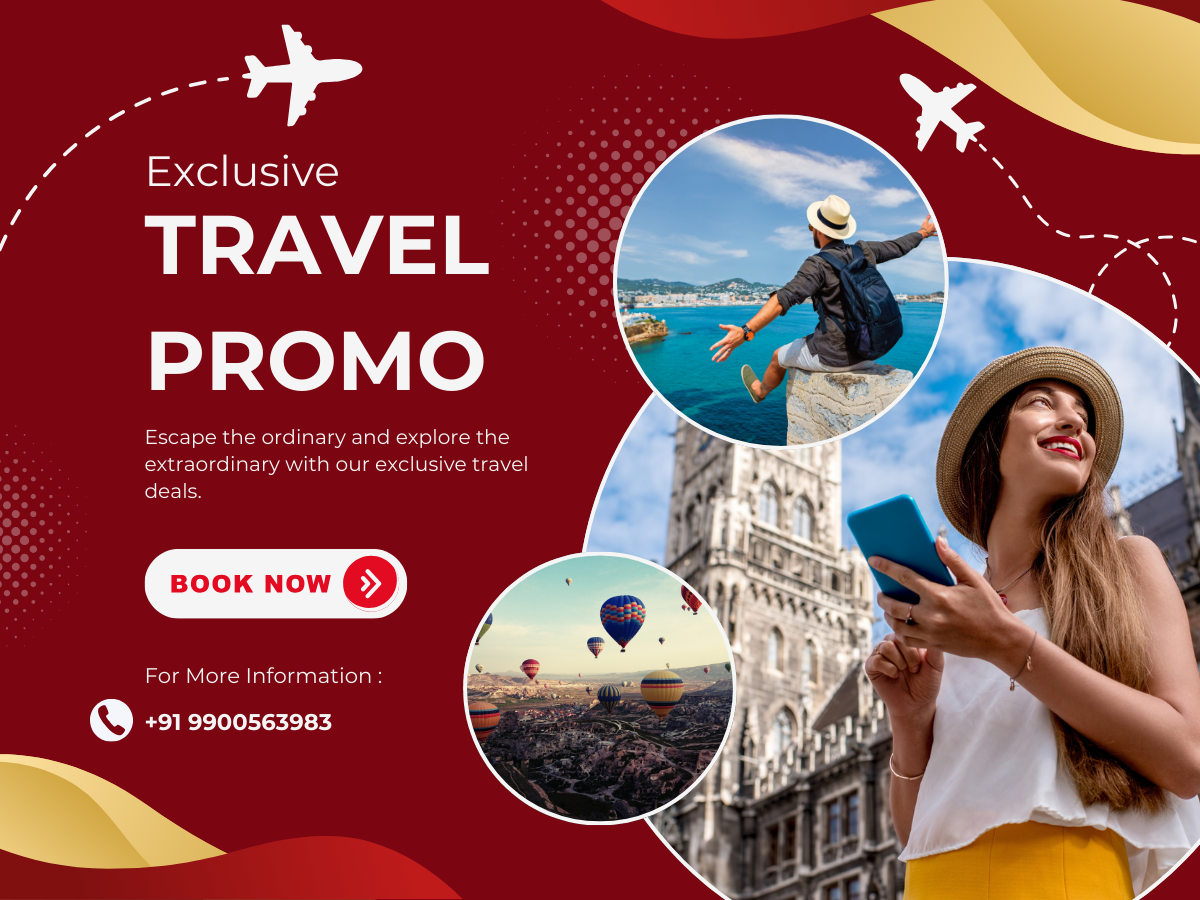 Exclusive
TRAVEL
PROMO
Escape the ordinary and explore the
extraordinary with our exclusive travel
deals.
BOOK NOW
For More Information :
+91 9900563983